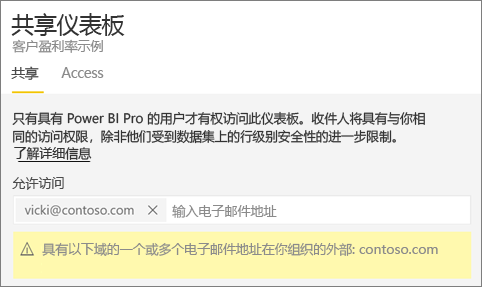 共享仪表板
客户盈利率示例
共享 Access
只有具有 Power BI Pro 的用户才有权访问此仪表板。收件人将具有与你相
同的访问权限，除非他们受到数据集上的行级别安全性的进一步限制。
了解详细信息
允许访问
vicki@contoso.com × 输入电子邮件地址
具有以下域的一个或多个电子邮件地址在你组织的外部: contoso.com